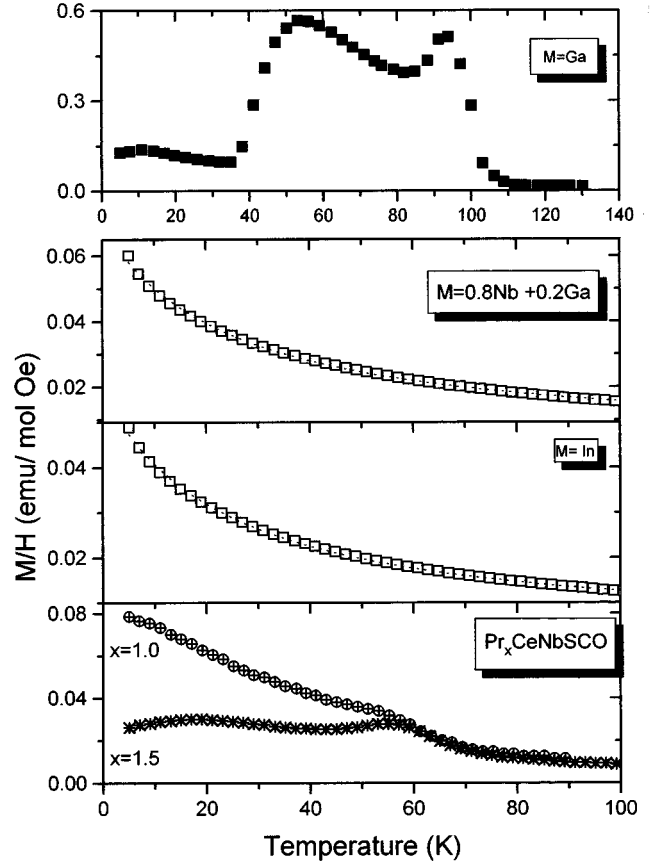 0.6
0.3
0.0
M=Ga
0 20 40 60 80 100 120 140
0.06
0.04
0.02
M=0.8Nb +0.2Ga
0.04
0.02
M= In
0.08
0.04
0.00
Pr_xCeNbSCO
x=1.0
x=1.5
0 20 40 60 80 100
Temperature (K)
M/H (emu/ mol Oe)